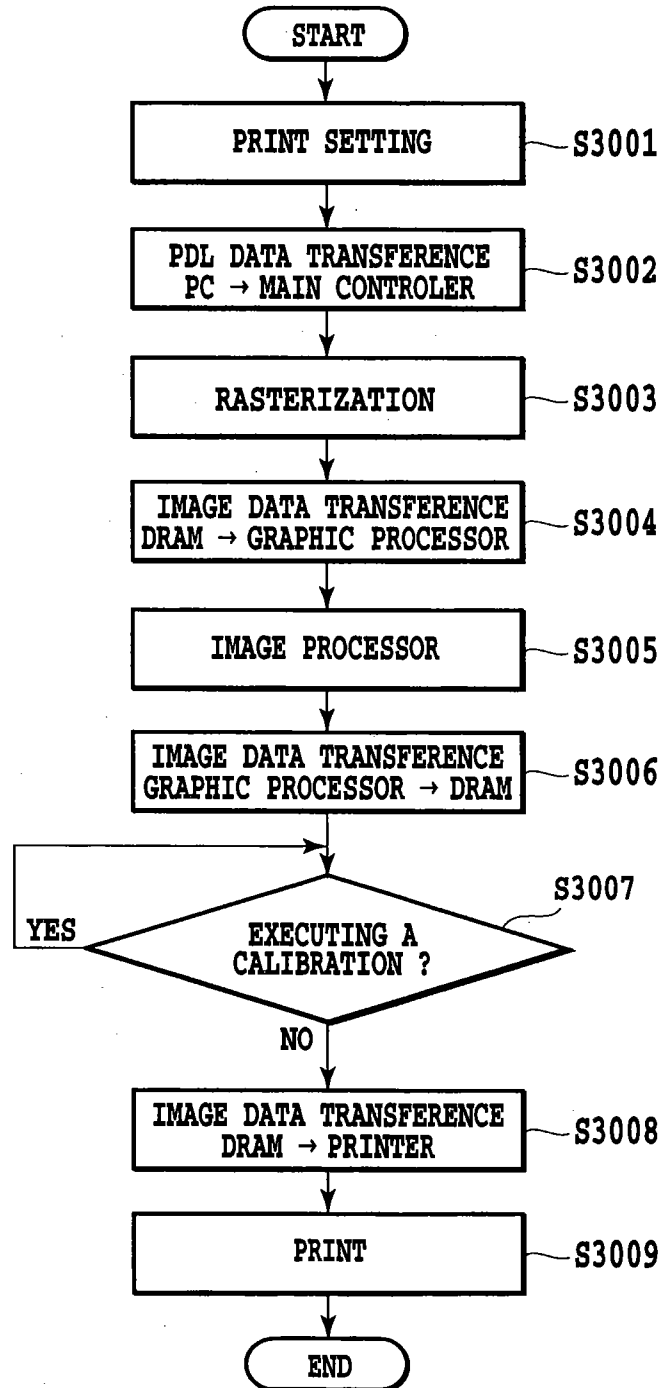 START
PRINT SETTING
S3001
PDL DATA TRANSFERENCE
PC → MAIN CONTROLER
S3002
RASTERIZATION
S3003
IMAGE DATA TRANSFERENCE
DRAM → GRAPHIC PROCESSOR
S3004
IMAGE PROCESSOR
S3005
IMAGE DATA TRANSFERENCE
GRAPHIC PROCESSOR → DRAM
S3006
S3007
YES
EXECUTING A
CALIBRATION ?
NO
IMAGE DATA TRANSFERENCE
DRAM → PRINTER
S3008
PRINT
S3009
END